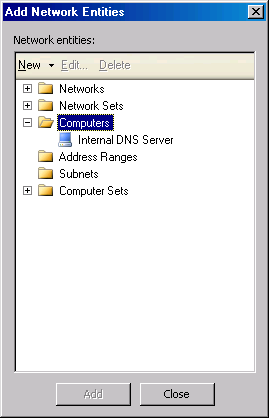 Add Network Entities
Network entities:
New Edit... Delete
Networks
Network Sets
Computers
Internal DNS Server
Address Ranges
Subnets
Computer Sets
Add Close